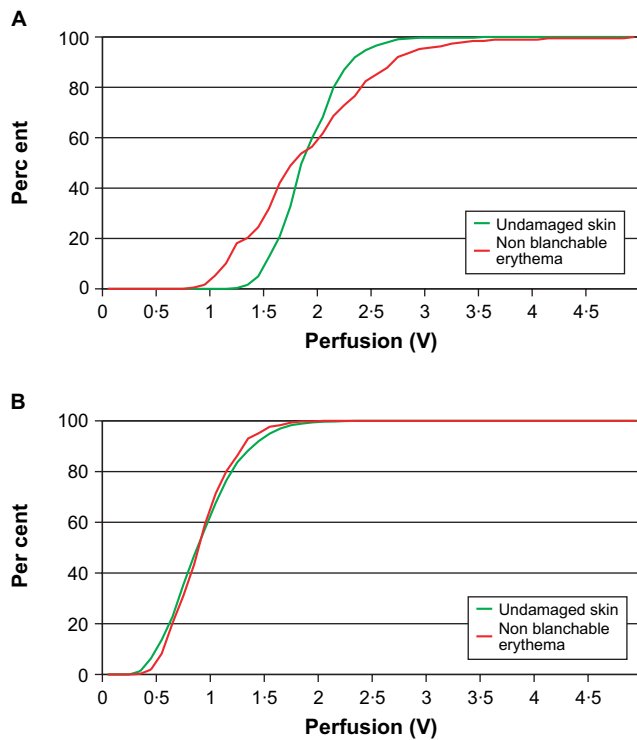 A
Perc ent
100
80
60
40
20
0
Undamaged skin
Non blanchable
erythema
0 0·5 1 1·5 2 2·5 3 3·5 4 4·5
Perfusion (V)
B
Per cent
100
80
60
40
20
0
Undamaged skin
Non blanchable
erythema
0 0·5 1 1·5 2 2·5 3 3·5 4 4·5
Perfusion (V)